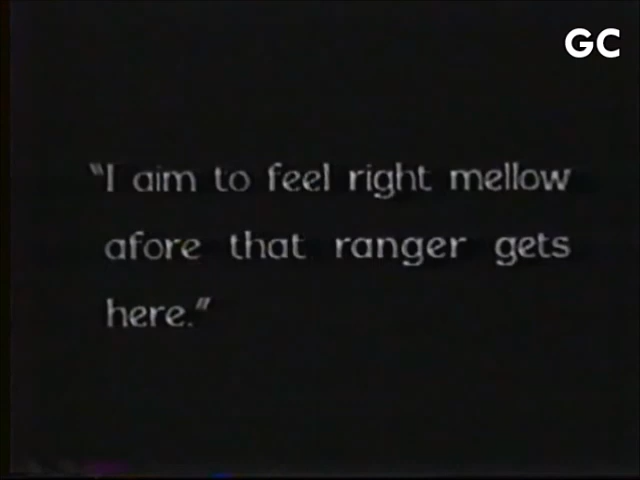 GC
"I aim to feel right mellow
afore that ranger gets
here."